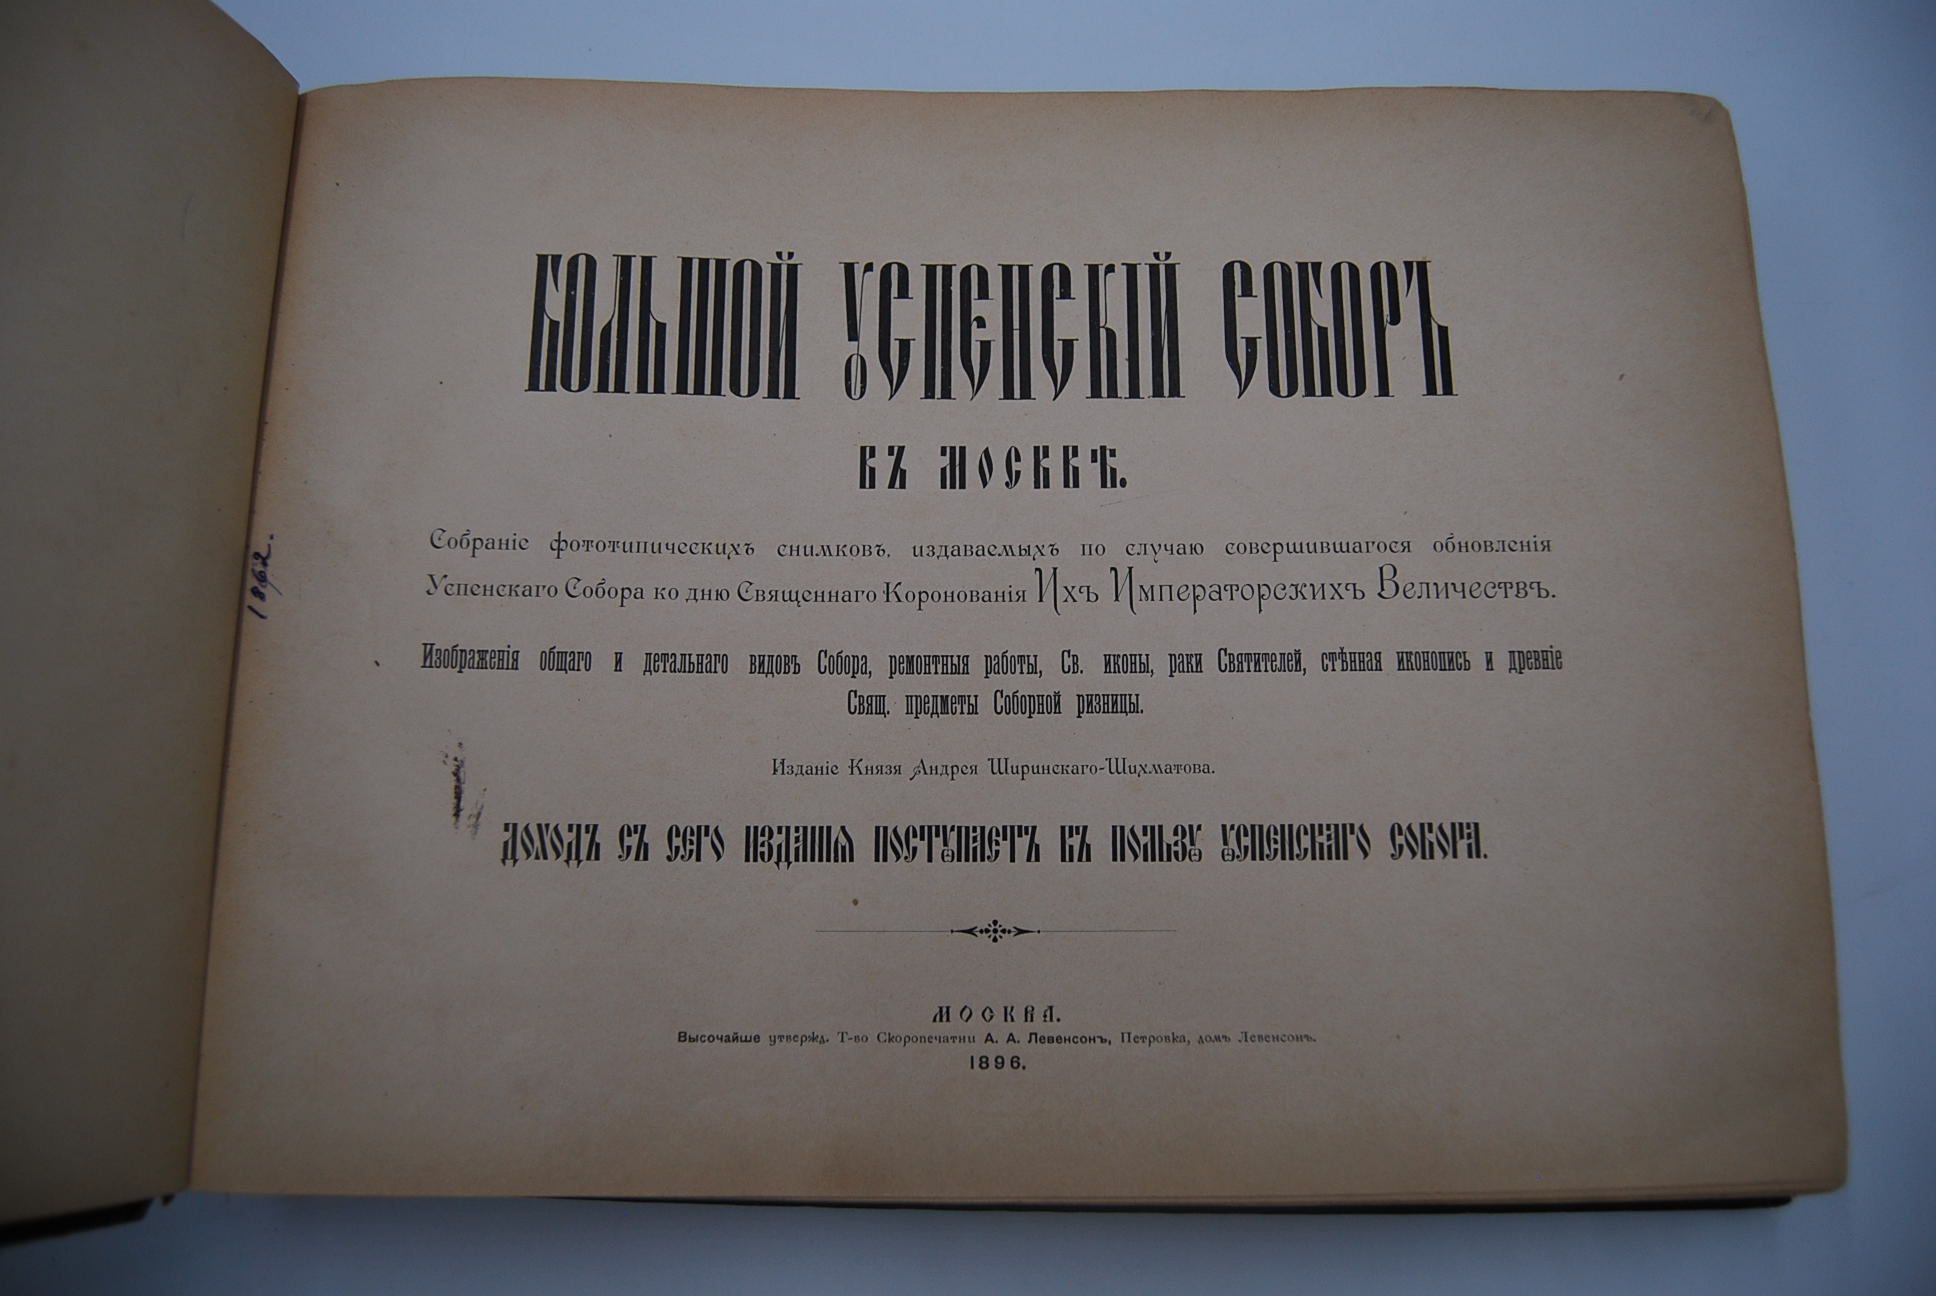 БОЛЬШОЙ УСПЕНСКІЙ СОБОРЪ
ВЪ МОСКВѢ.
Собраніе фототипическихъ снимковъ, издаваемыхъ по случаю совершившагося обновленія
Успенскаго Собора ко дню Священнаго Коронованія Ихъ Императорскихъ Величествъ.
Изображенія общаго и детальнаго видовъ Собора, ремонтныя работы, Св. иконы, раки Святителей, стѣнная иконопись и древніе
Свящ. предметы Соборной ризницы.
Изданіе Князя Андрея Ширинскаго-Шихматова.
ДОХОДЪ СЪ СЕГО ИЗДАНІЯ ПОСТУПАЕТЪ ВЪ ПОЛЬЗУ УСПЕНСКАГО СОБОРА.
МОСКВА.
Высочайше утвержд. Т-во Скоропечатни А. А. Левенсонъ, Петровка, домъ Левенсонъ.
1896.
1862.